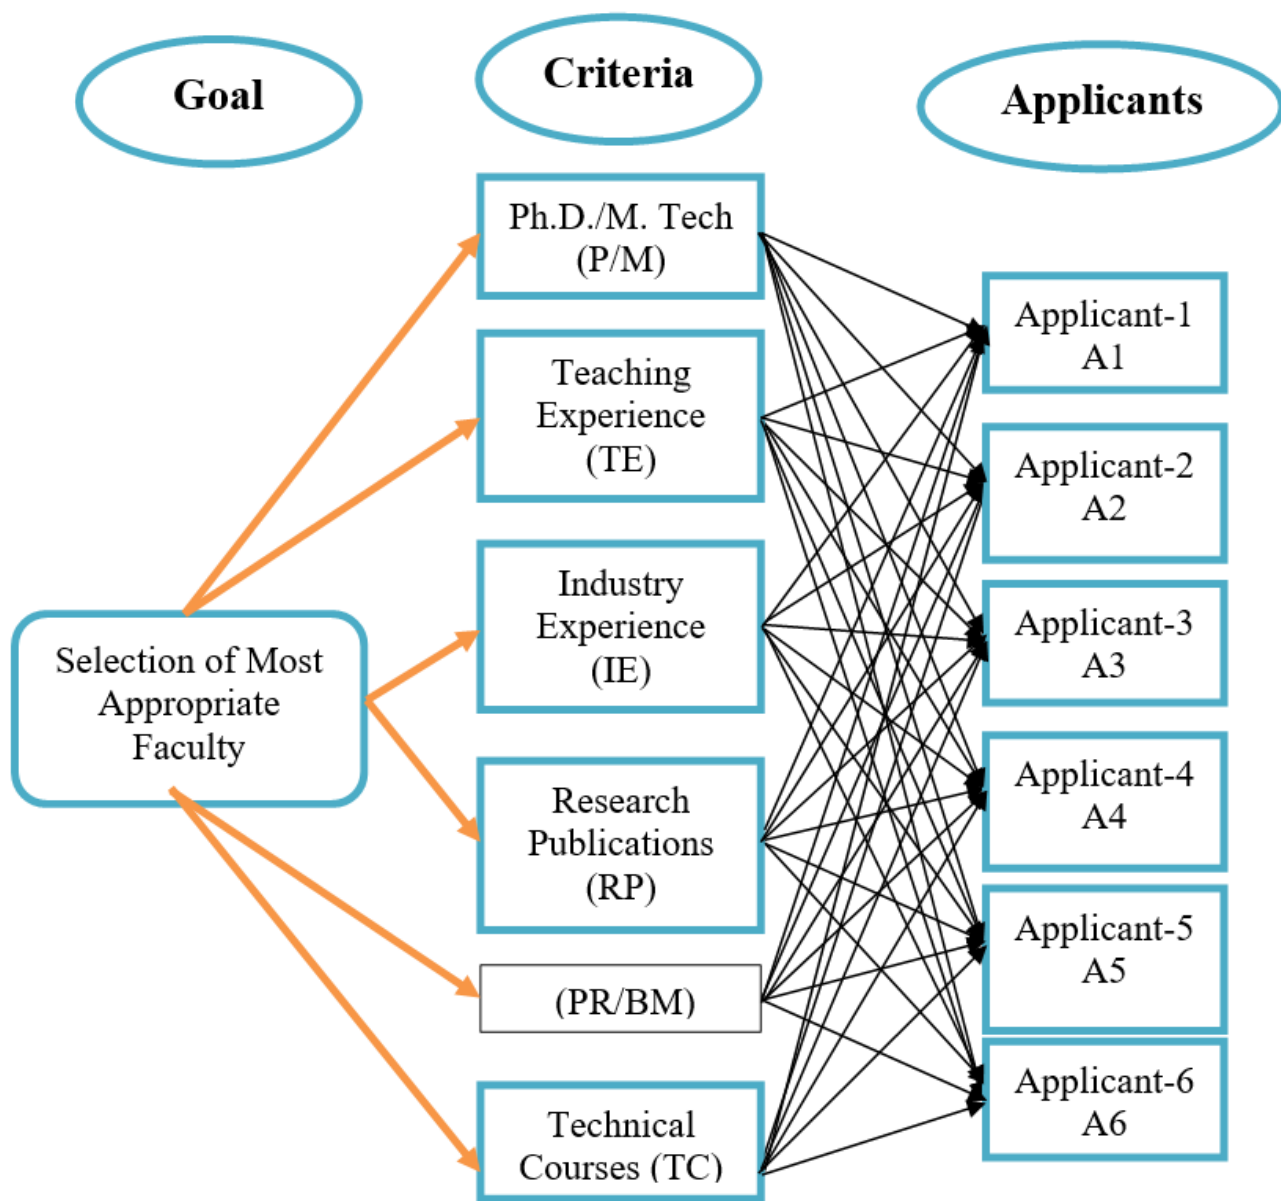 Goal
Criteria
Applicants
Ph.D./M. Tech
(P/M)
Teaching
Experience
(TE)
Industry
Experience
(IE)
Research
Publications
(RP)
(PR/BM)
Technical
Courses (TC)
Selection of Most
Appropriate
Faculty
Applicant-1
A1
Applicant-2
A2
Applicant-3
A3
Applicant-4
A4
Applicant-5
A5
Applicant-6
A6